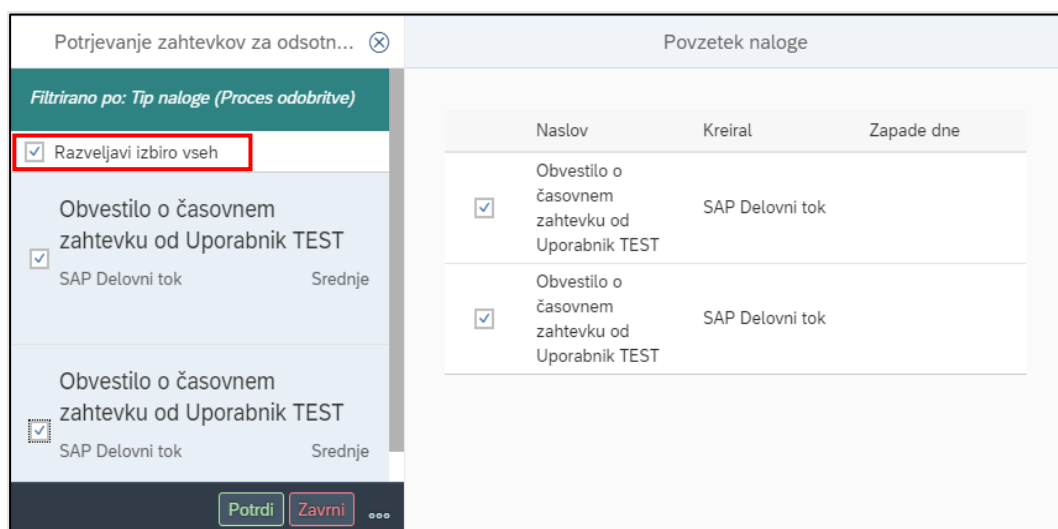 Potrjevanje zahtevkov za odsotn...
Filtrirano po: Tip naloge (Proces odobritve)
Razveljavi izbiro vseh
Obvestilo o časovnem
zahtevku od Uporabnik TEST
SAP Delovni tok Srednje
Obvestilo o časovnem
zahtevku od Uporabnik TEST
SAP Delovni tok Srednje
Potrdi Zavrni
Povzetek naloge
Naslov Kreiral Zapade dne
Obvestilo o
časovnem
zahtevku od
Uporabnik TEST
SAP Delovni tok
Obvestilo o
časovnem
zahtevku od
Uporabnik TEST
SAP Delovni tok